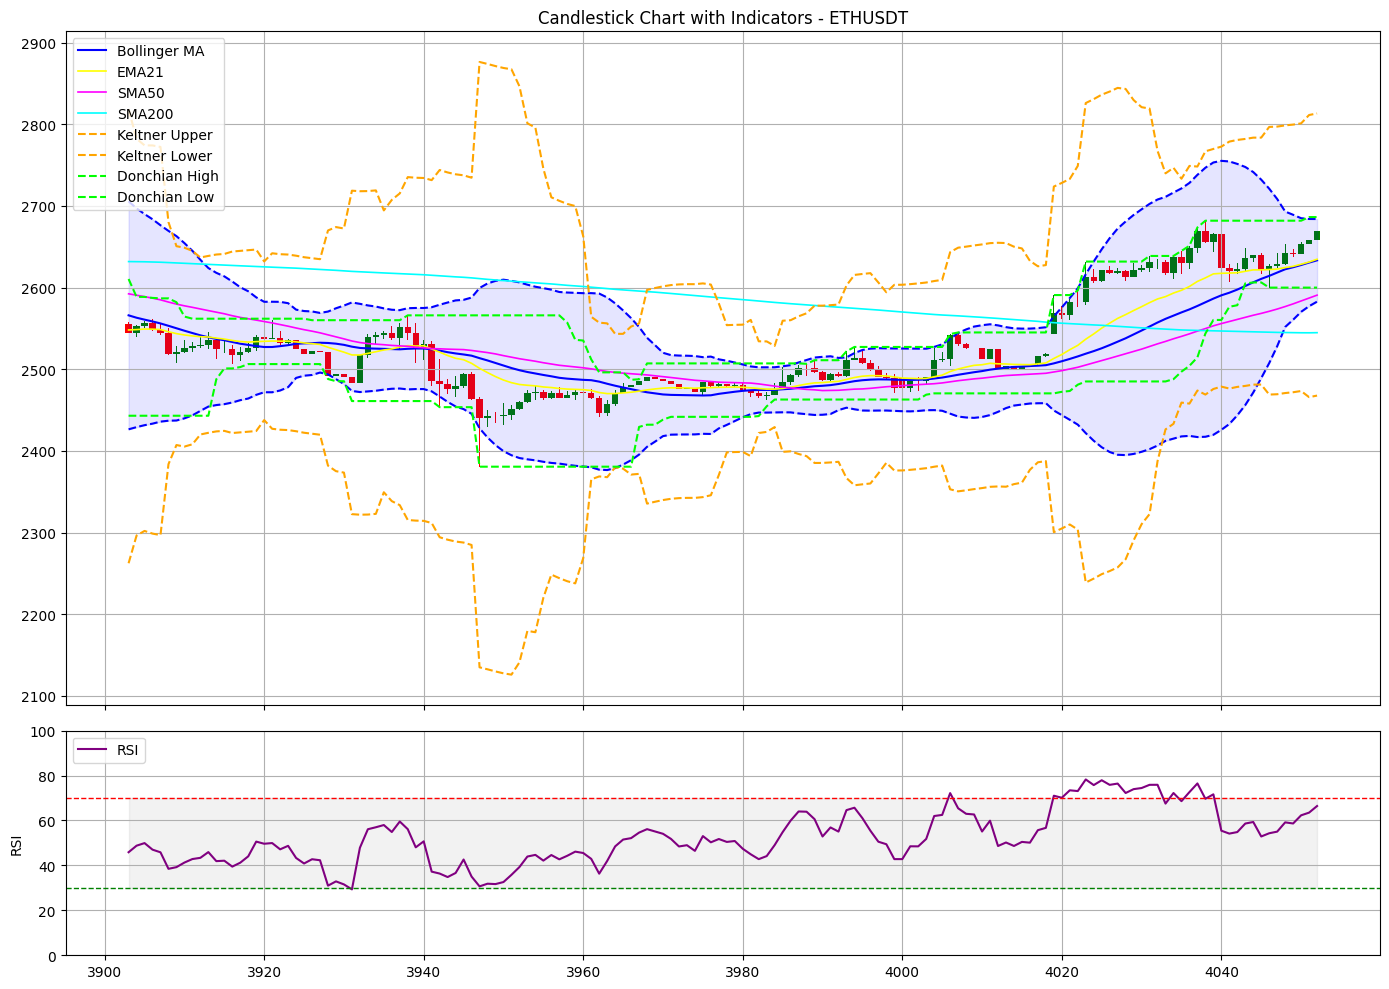 Candlestick Chart with Indicators - ETHUSDT
2900
2800
2700
2600
2500
2400
2300
2200
2100
Bollinger MA
EMA21
SMA50
SMA200
Keltner Upper
Keltner Lower
Donchian High
Donchian Low
100
80
60
40
20
0
RSI
RSI
3900 3920 3940 3960 3980 4000 4020 4040